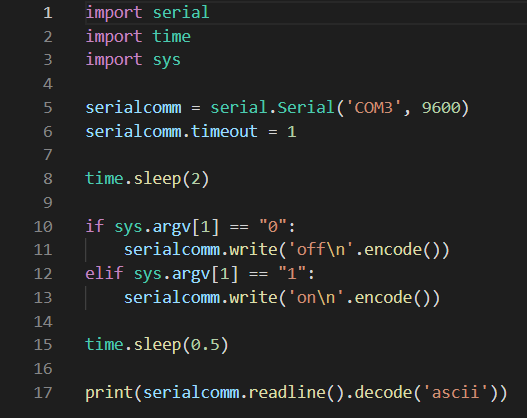 1 import serial
2 import time
3 import sys
4
5 serialcomm = serial.Serial('COM3', 9600)
6 serialcomm.timeout = 1
7
8 time.sleep(2)
9
10 if sys.argv[1] == "0":
11     serialcomm.write('off\n'.encode())
12 elif sys.argv[1] == "1":
13     serialcomm.write('on\n'.encode())
14
15 time.sleep(0.5)
16
17 print(serialcomm.readline().decode('ascii'))